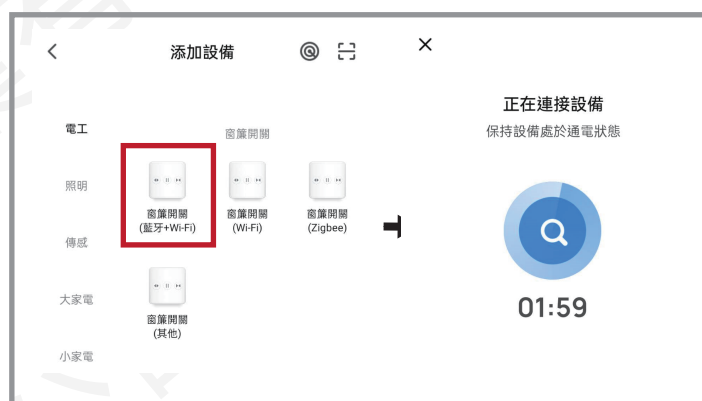 添加設備
電工
照明
傳感
大家電
小家電
窗簾開關
窗簾開關
(藍牙+Wi-Fi)
窗簾開關
(Wi-Fi)
窗簾開關
(Zigbee)
窗簾開關
(其他)
正在連接設備
保持設備處於通電狀態
01:59